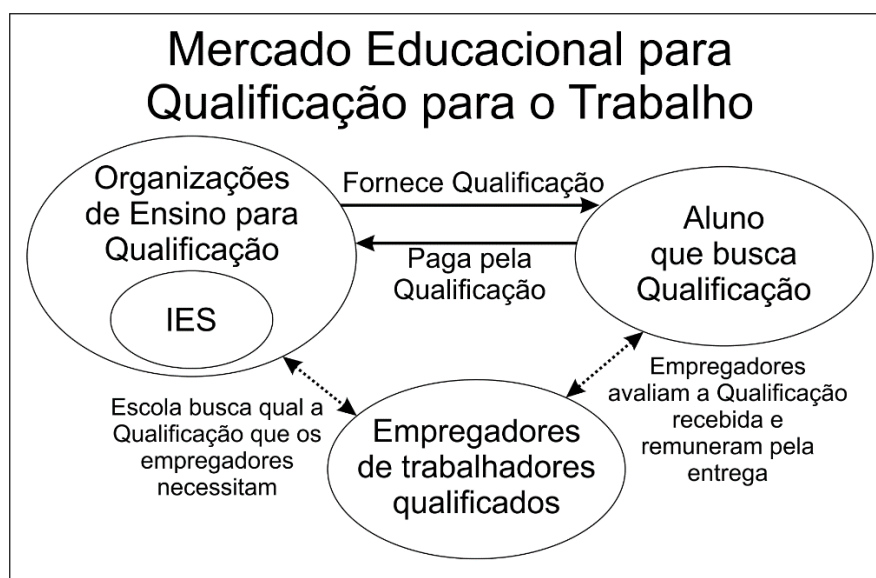 Mercado Educacional para
Qualificação para o Trabalho
Organizações
de Ensino para
Qualificação
IES
Fornece Qualificação
Paga pela
Qualificação
Aluno
que busca
Qualificação
Escola busca qual a
Qualificação que os
empregadores
necessitam
Empregadores
de trabalhadores
qualificados
Empregadores
avaliam a Qualificação
recebida e
remuneram pela
entrega